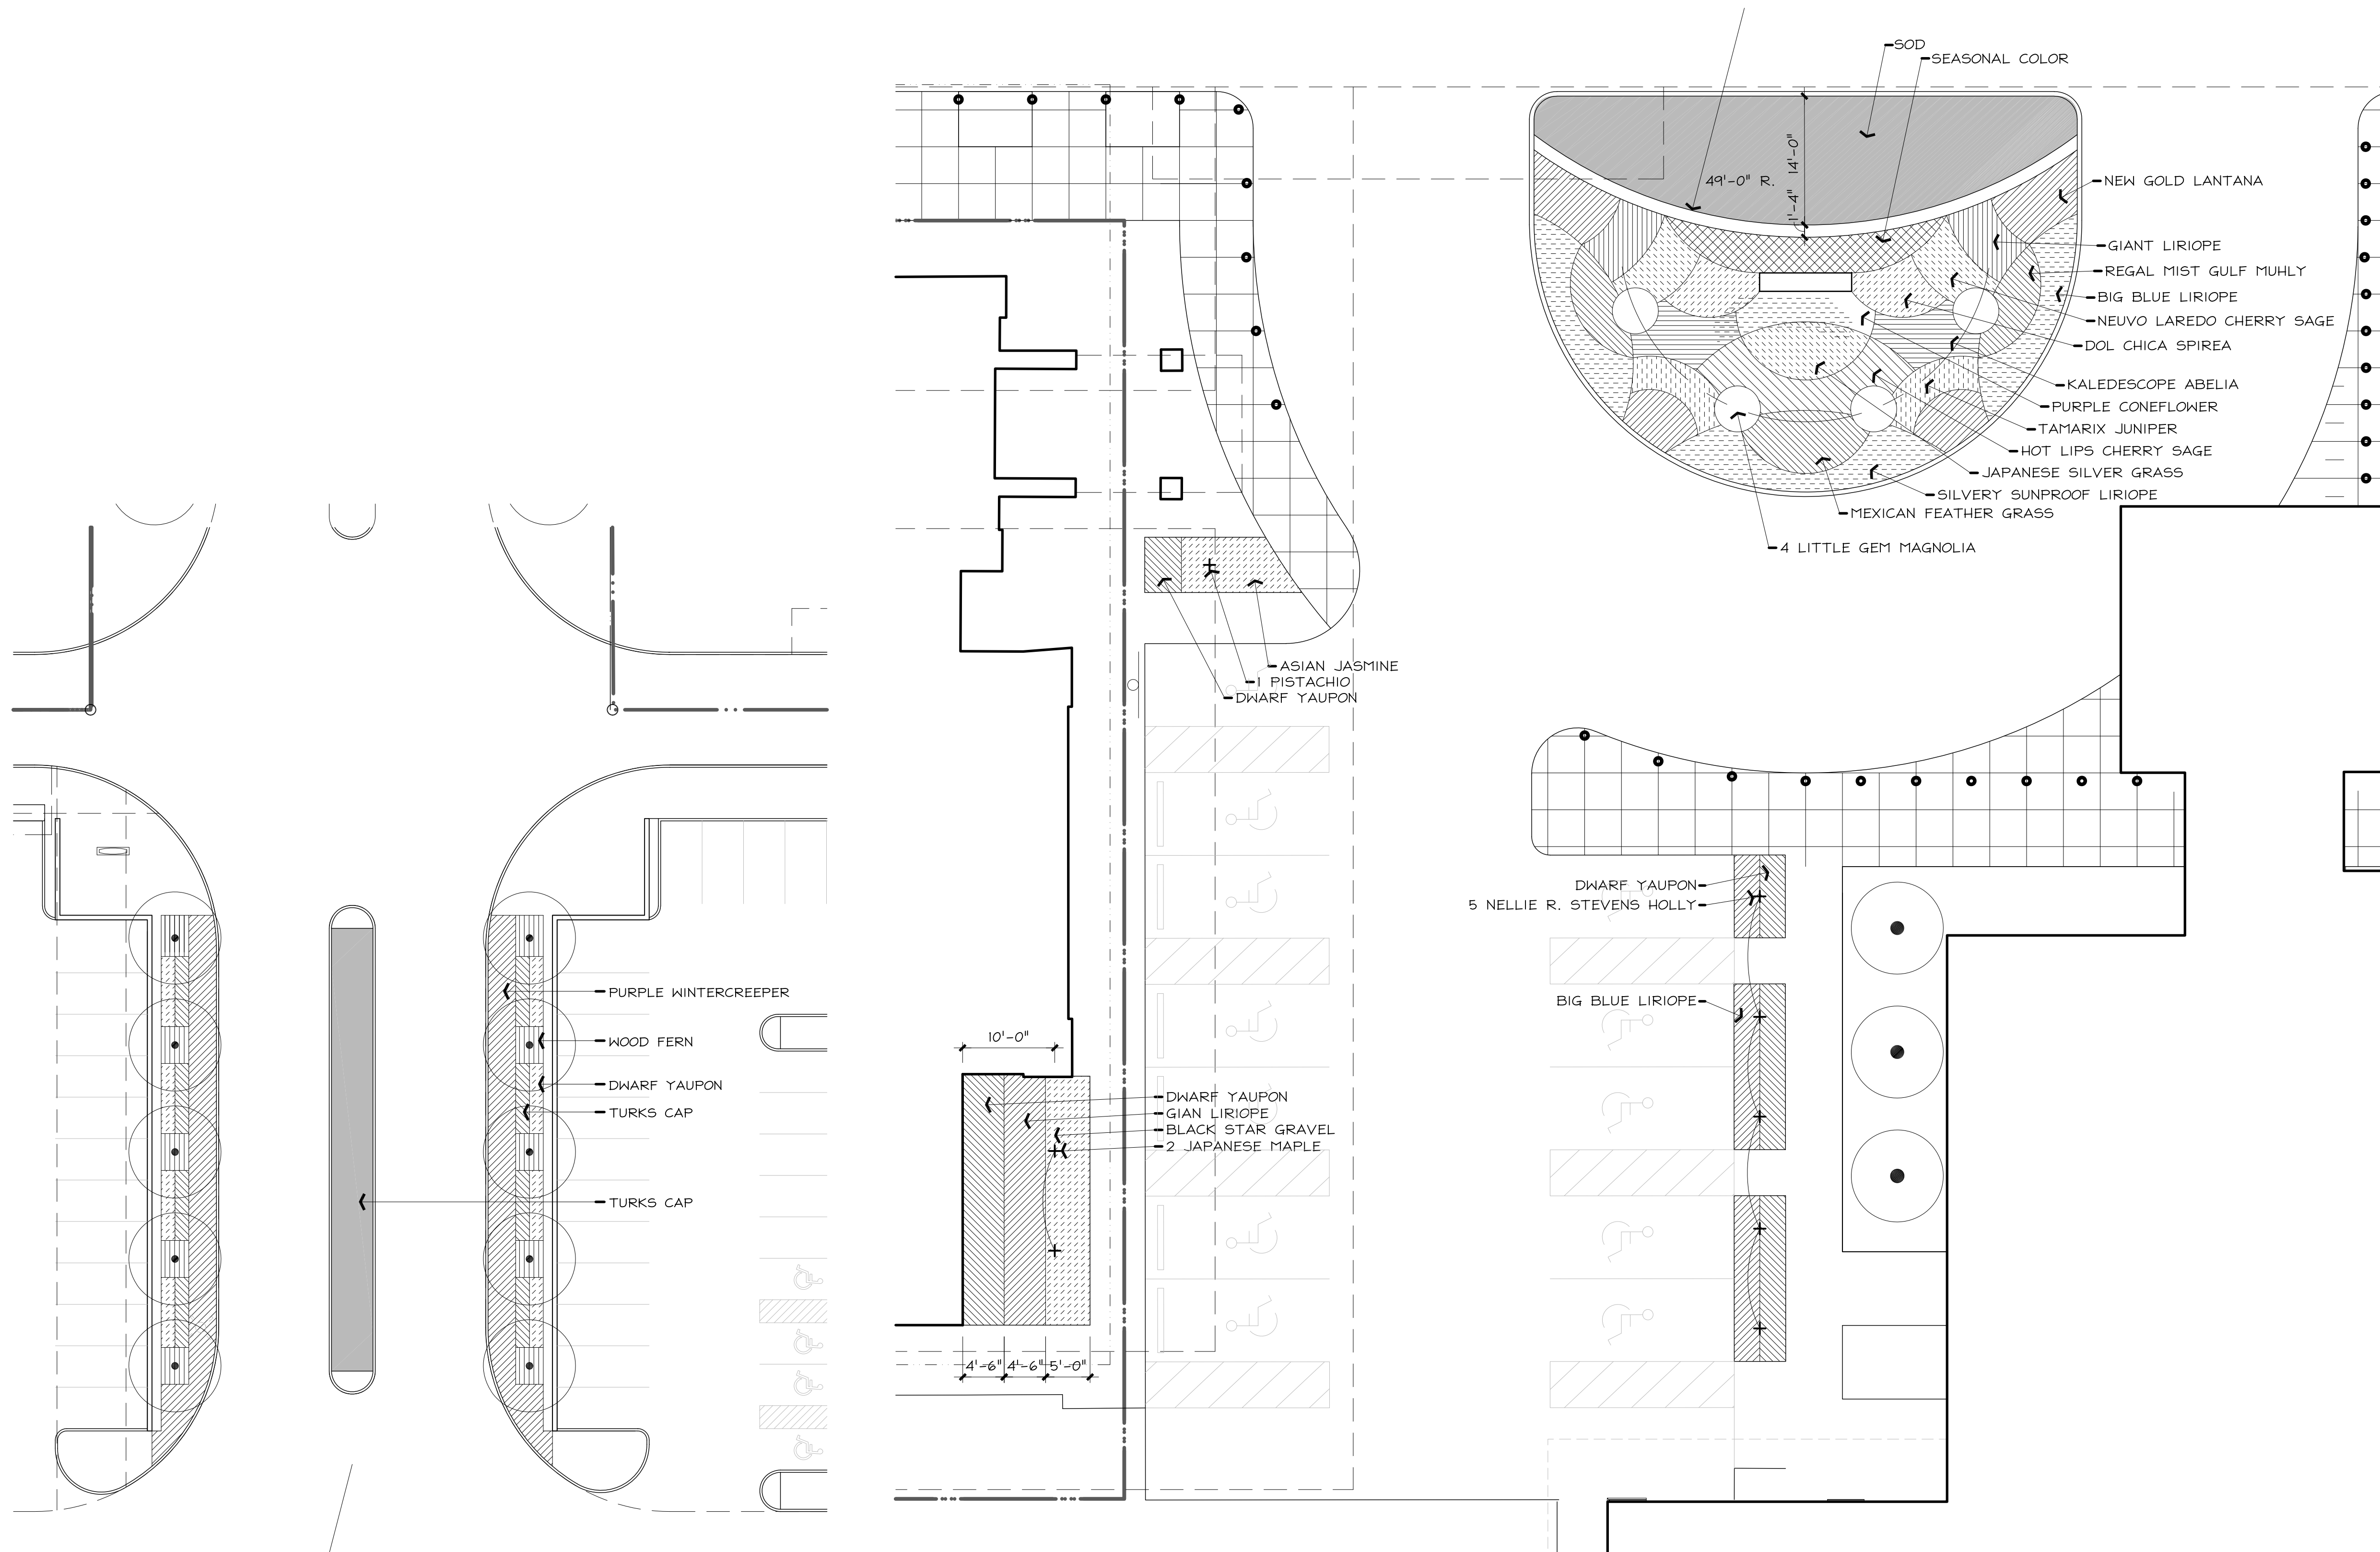 SOD
SEASONAL COLOR
14'-0"
1'-4"
49'-0" R.
NEW GOLD LANTANA
GIANT LIRIOPE
REGAL MIST GULF MUHLY
BIG BLUE LIRIOPE
NEUVO LAREDO CHERRY SAGE
DOL CHICA SPIREA
KALEDESCOPE ABELIA
PURPLE CONEFLOWER
TAMARIX JUNIPER
HOT LIPS CHERRY SAGE
JAPANESE SILVER GRASS
SILVERY SUNPROOF LIRIOPE
MEXICAN FEATHER GRASS
4 LITTLE GEM MAGNOLIA
ASIAN JASMINE
1 PISTACHIO
DWARF YAUPON
DWARF YAUPON
5 NELLIE R. STEVENS HOLLY
BIG BLUE LIRIOPE
PURPLE WINTERCREEPER
WOOD FERN
DWARF YAUPON
TURKS CAP
TURKS CAP
10'-0"
DWARF YAUPON
GIAN LIRIOPE
BLACK STAR GRAVEL
2 JAPANESE MAPLE
4'-6" 4'-6" 5'-0"